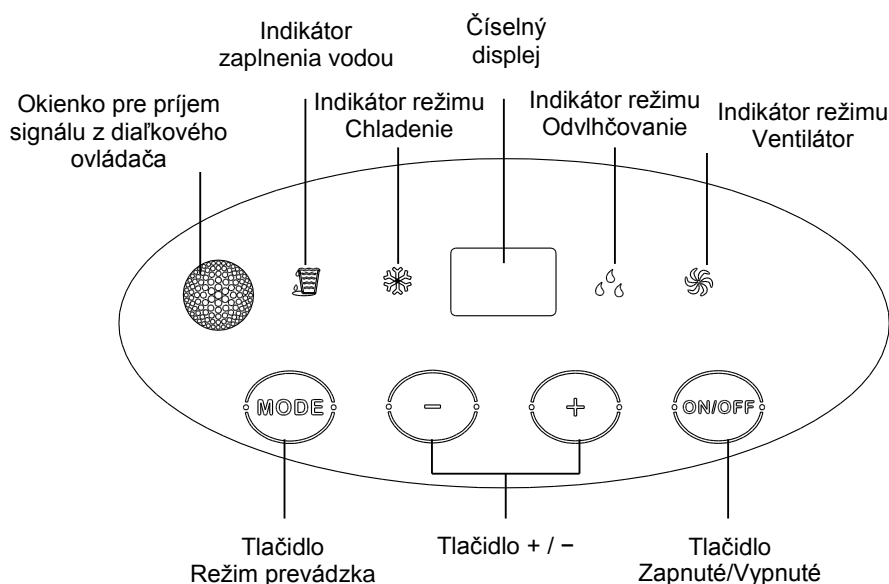 Indikátor
zaplnenia vodou
Číselný
displej
Okienko pre príjem
signálu z diaľkového
ovládača
Indikátor režimu
Chladenie
Indikátor režimu
Odvlhčovanie
Indikátor režimu
Ventilátor
MODE
−
+
ON/OFF
Tlačidlo
Režim prevádzka
Tlačidlo + / −
Tlačidlo
Zapnuté/Vypnuté